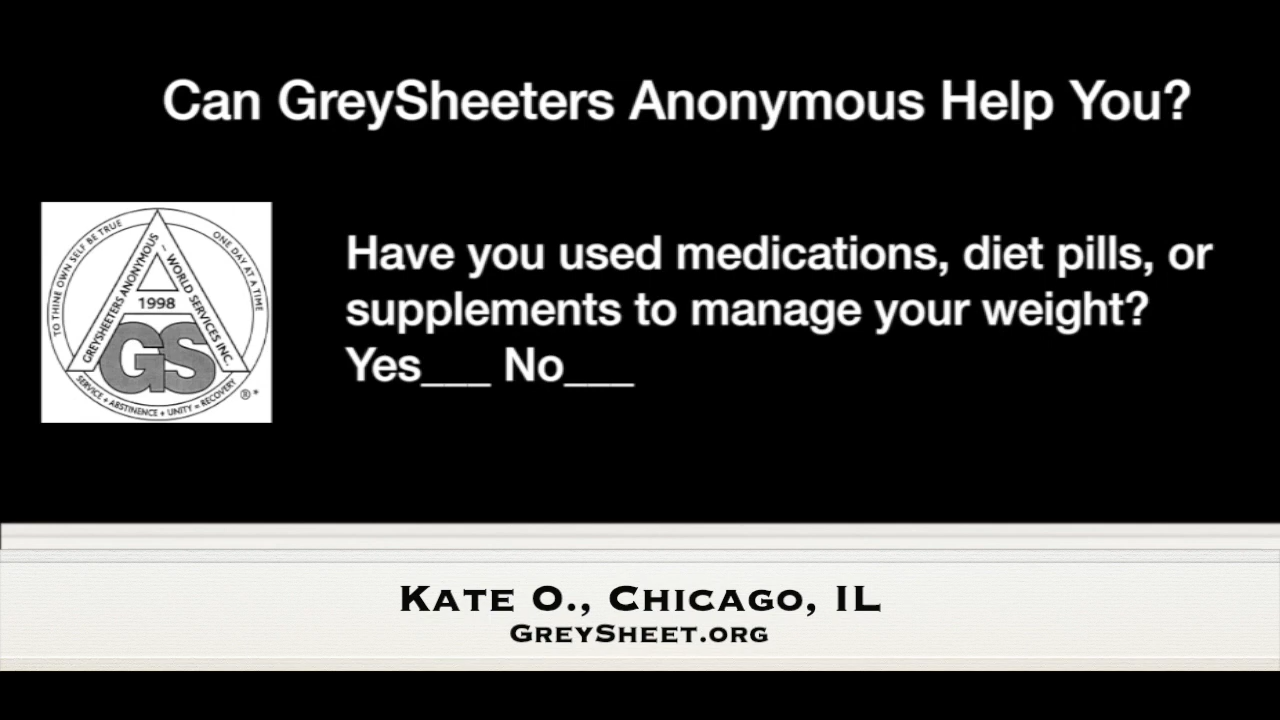 Can GreySheeters Anonymous Help You?
TO THINE OWN SELF BE TRUE
ONE DAY AT A TIME
GREYSHEETERS ANONYMOUS ~ WORLD SERVICES INC.
1998
GS
SERVICE + ABSTINENCE + UNITY = RECOVERY
®*
Have you used medications, diet pills, or
supplements to manage your weight?
Yes___ No___
KATE O., CHICAGO, IL
GREYSHEET.ORG